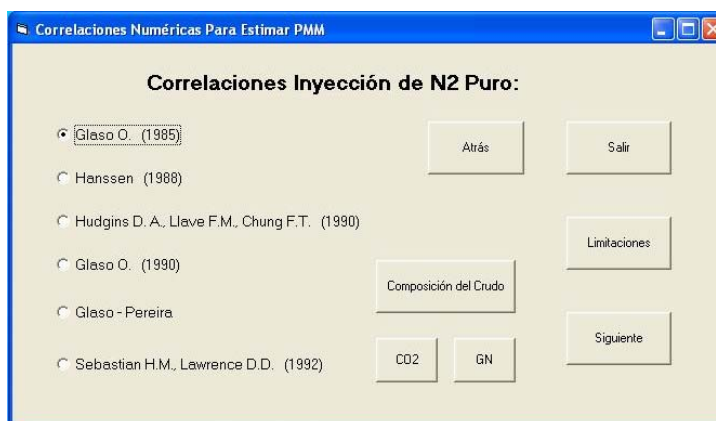 Correlaciones Numéricas Para Estimar PMM
Correlaciones Inyección de N2 Puro:
Glaso O. (1985)
Atrás
Salir
Hanssen (1988)
Hudgins D. A., Llave F.M., Chung F.T. (1990)
Limitaciones
Glaso O. (1990)
Composición del Crudo
Glaso - Pereira
Siguiente
Sebastian H.M., Lawrence D.D. (1992)
CO2
GN